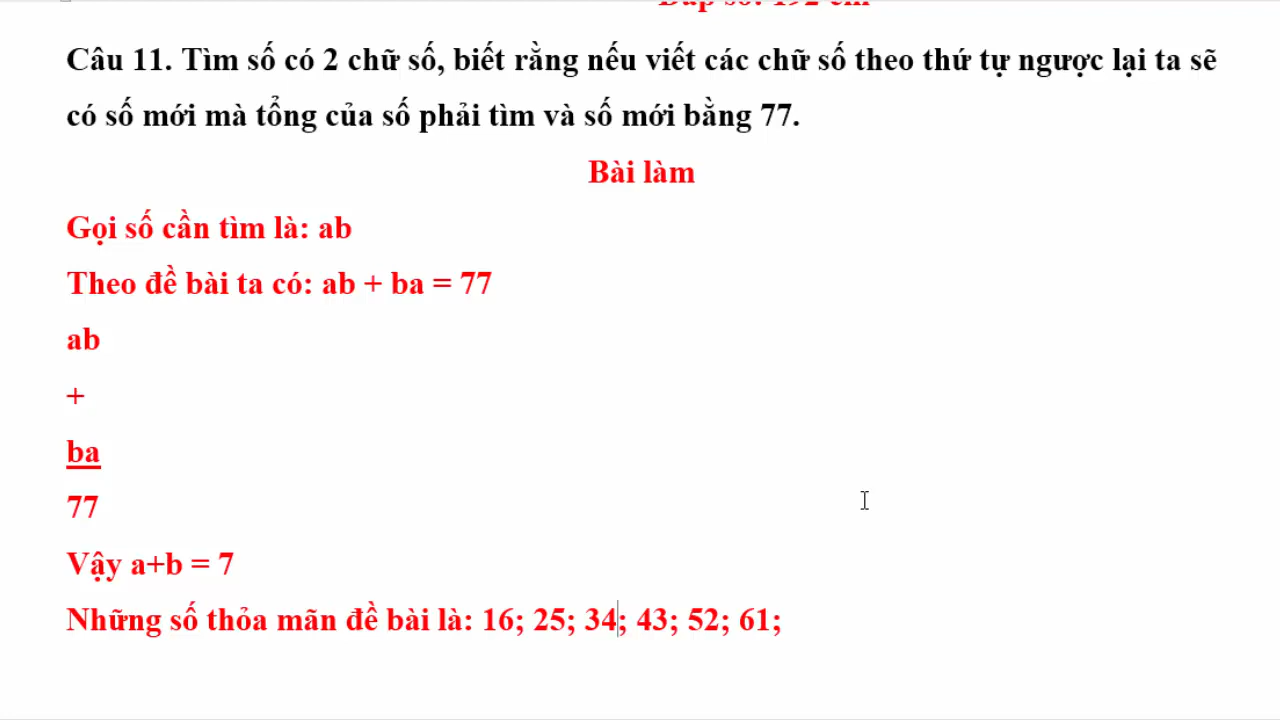 Câu 11. Tìm số có 2 chữ số, biết rằng nếu viết các chữ số theo thứ tự ngược lại ta sẽ
có số mới mà tổng của số phải tìm và số mới bằng 77.
Bài làm
Gọi số cần tìm là: ab
Theo đề bài ta có: ab + ba = 77
ab
+
ba
77
Vậy a+b = 7
Những số thỏa mãn đề bài là: 16; 25; 34; 43; 52; 61;